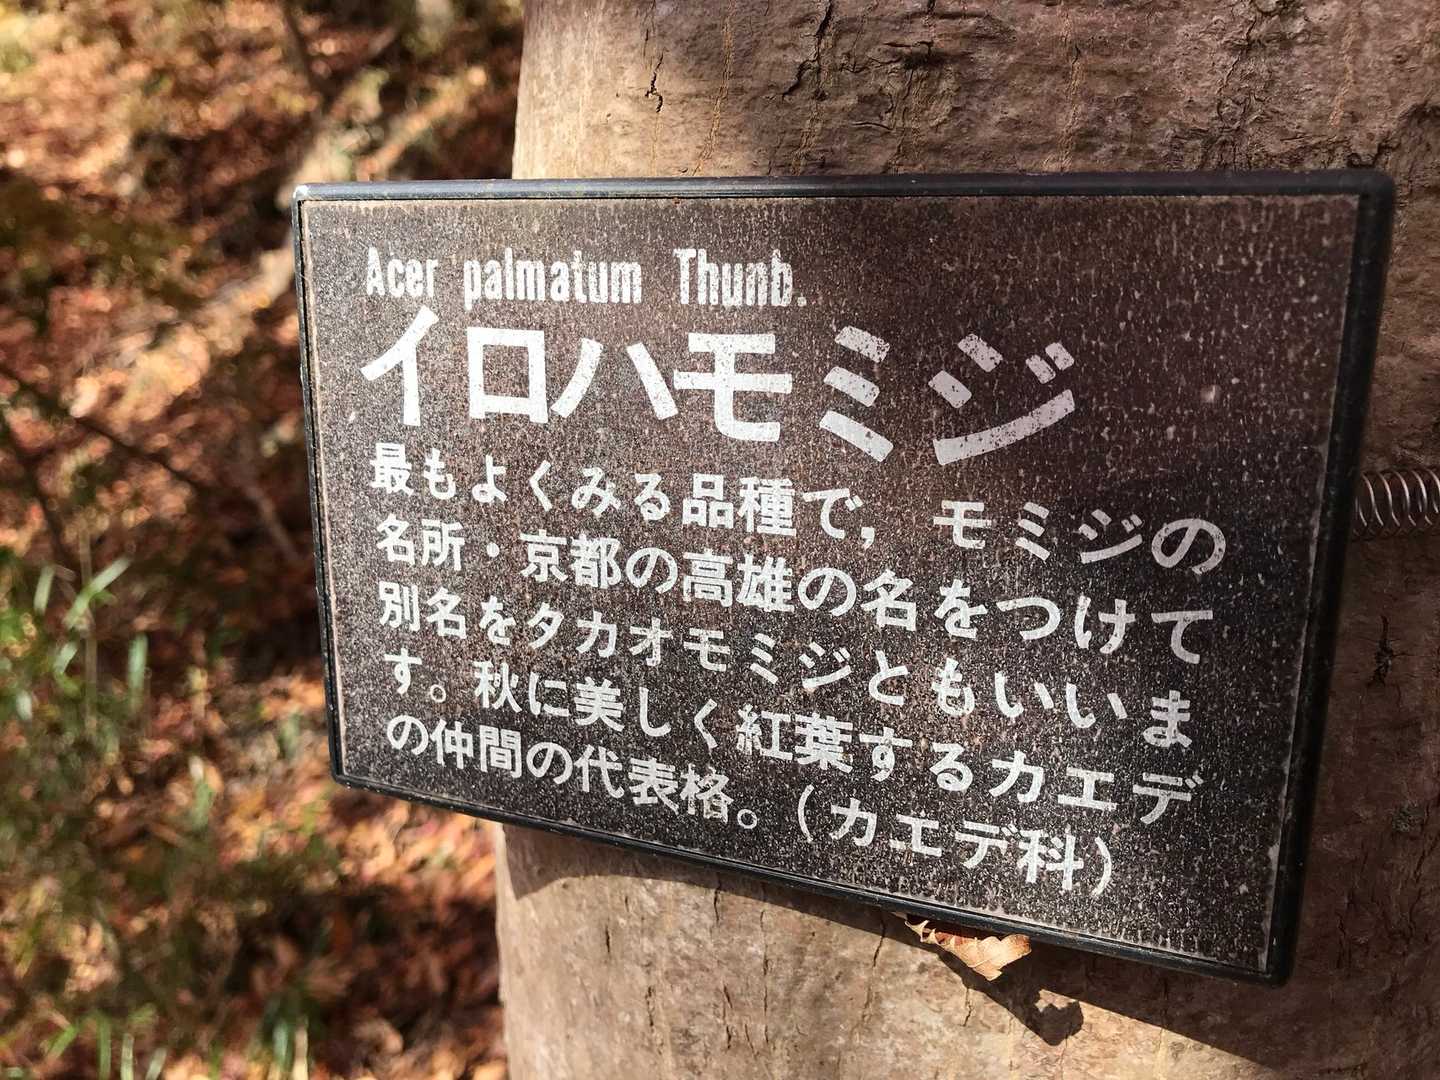 Acer palmatum Thunb.
イロハモミジ
最もよくみる品種で，モミジの
名所・京都の高雄の名をつけて
別名をタカオモミジともいいま
す。秋に美しく紅葉するカエデ
の仲間の代表格。（カエデ科）